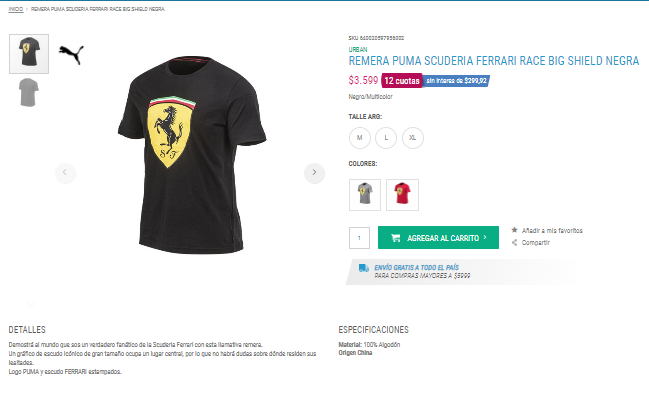 INICIO › REMERA PUMA SCUDERIA FERRARI RACE BIG SHIELD NEGRA
URBAN
REMERA PUMA SCUDERIA FERRARI RACE BIG SHIELD NEGRA
$3.599 12 cuotas sin interes de $299,92
Negro/Multicolor
TALLE ARG:
M L XL
COLORES:
1 AGREGAR AL CARRITO ›
Añadir a mis favoritos
Compartir
ENVÍO GRATIS A TODO EL PAÍS
PARA COMPRAS MAYORES A $5999
S F
DETALLES
Demostrá al mundo que sos un verdadero fanático de la Scuderia Ferrari con esta llamativa remera.
Un gráfico de escudo icónico de gran tamaño ocupa un lugar central, por lo que no habrá dudas sobre dónde residen sus
lealtades.
Logo PUMA y escudo FERRARI estampados.
ESPECIFICACIONES
Material: 100% Algodón
Origen China